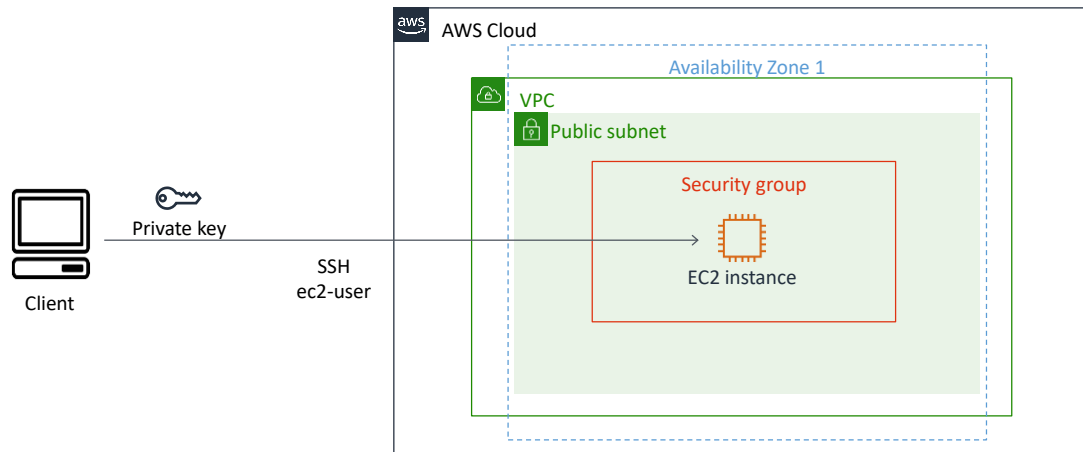 aws
AWS Cloud
Availability Zone 1
VPC
Public subnet
Security group
Private key
EC2 instance
SSH
ec2-user
Client